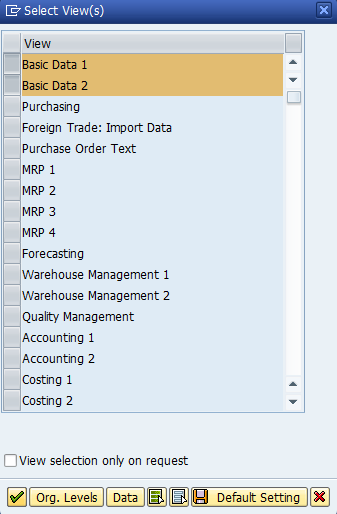 Select View(s)
View
Basic Data 1
Basic Data 2
Purchasing
Foreign Trade: Import Data
Purchase Order Text
MRP 1
MRP 2
MRP 3
MRP 4
Forecasting
Warehouse Management 1
Warehouse Management 2
Quality Management
Accounting 1
Accounting 2
Costing 1
Costing 2
View selection only on request
Org. Levels Data Default Setting